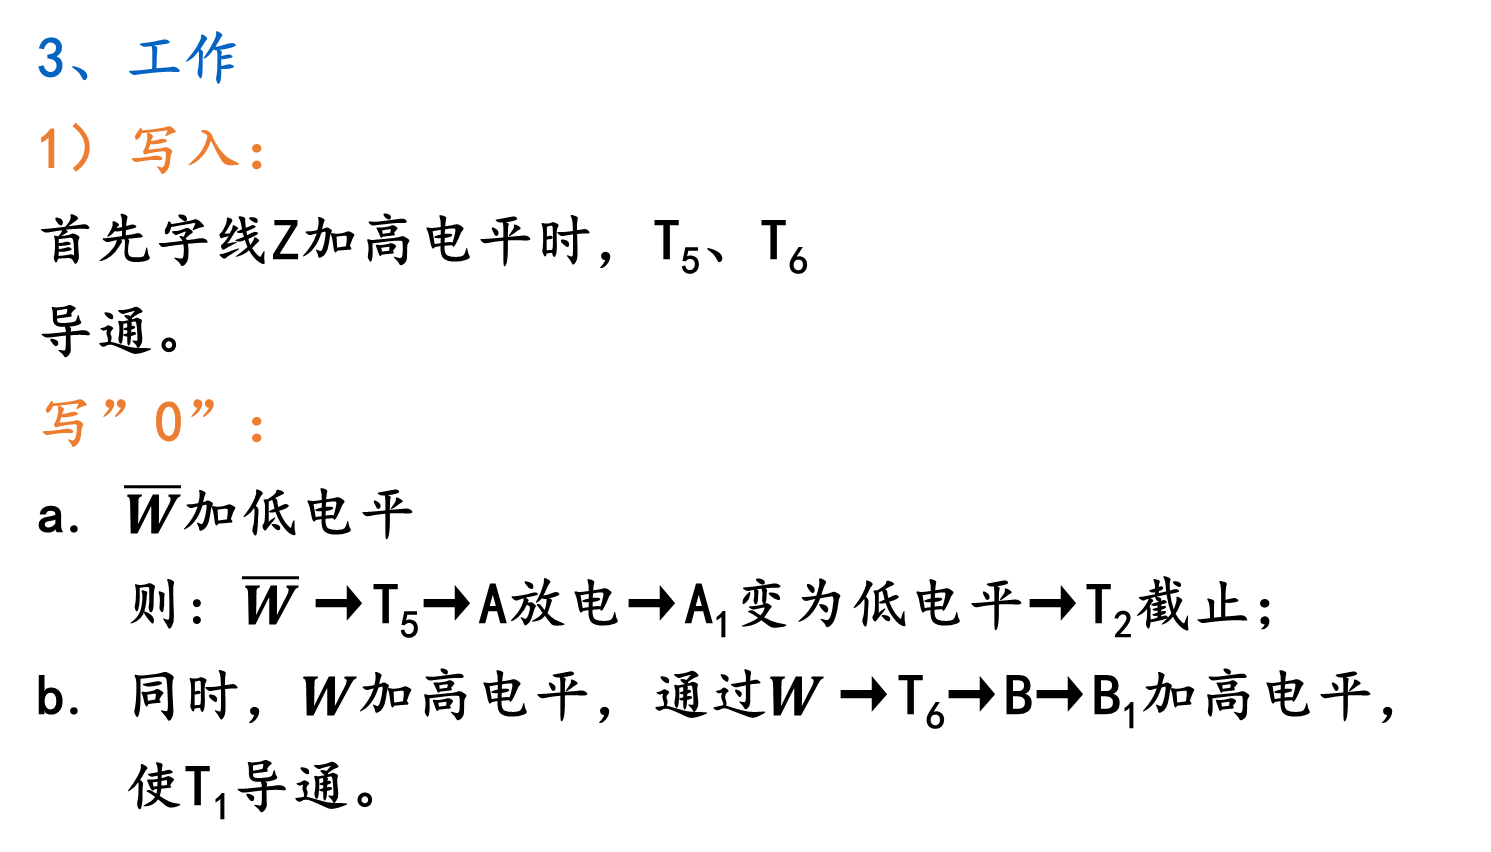 3、工作
1）写入：
首先字线Z加高电平时，T₅、T₆
导通。
写”0”：
a. W̅加低电平
则：W̅ →T₅→A放电→A₁变为低电平→T₂截止；
b. 同时，W加高电平，通过W →T₆→B→B₁加高电平，
使T₁导通。